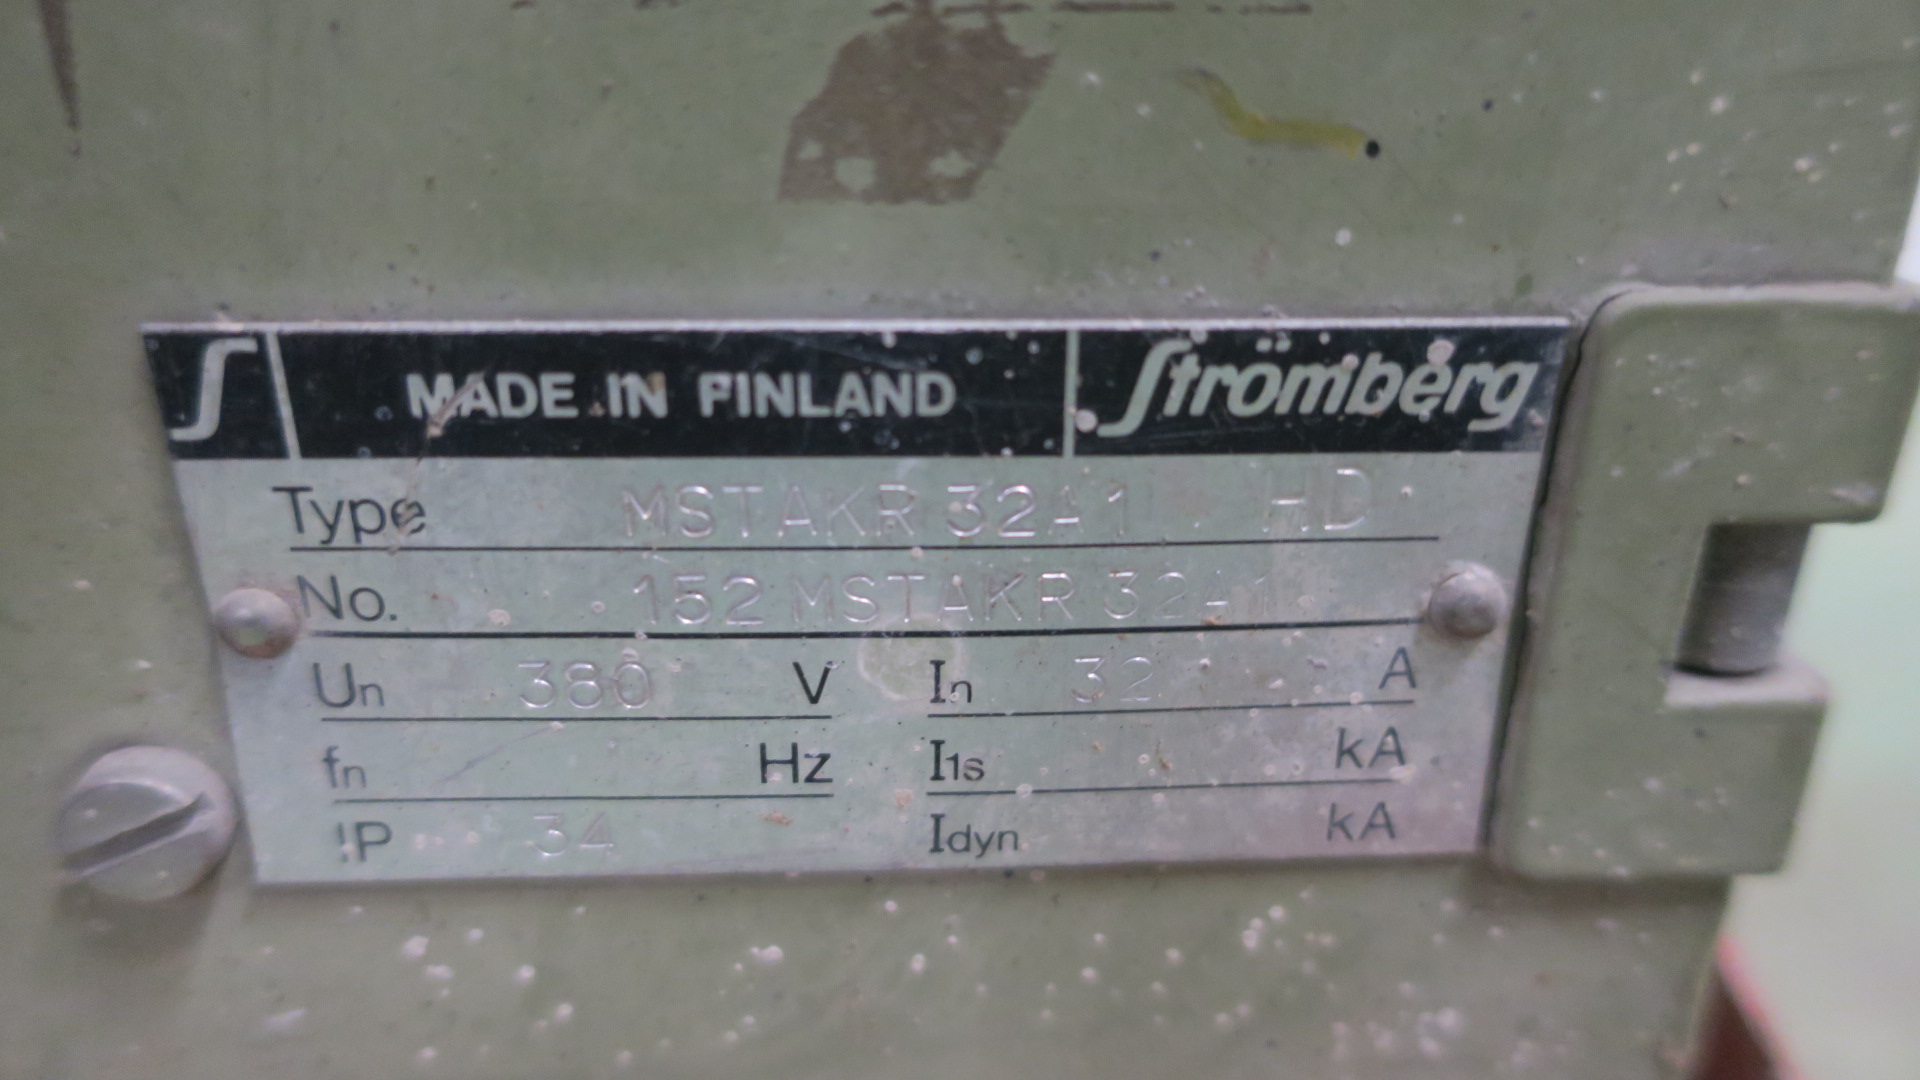 S MADE IN FINLAND Strömberg
Type MSTAKR 32A1 HD
No. 152 MSTAKR 32A1
Un 380 V In 32 A
fn Hz I1s kA
IP 34 Idyn kA